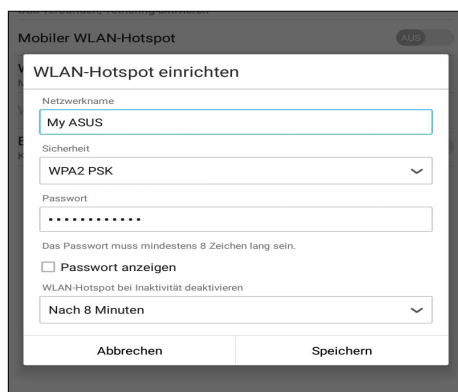 Mobiler WLAN-Hotspot
AUS
WLAN-Hotspot einrichten
Netzwerkname
My ASUS
Sicherheit
WPA2 PSK
Passwort
••••••••••••
Das Passwort muss mindestens 8 Zeichen lang sein.
Passwort anzeigen
WLAN-Hotspot bei Inaktivität deaktivieren
Nach 8 Minuten
Abbrechen
Speichern